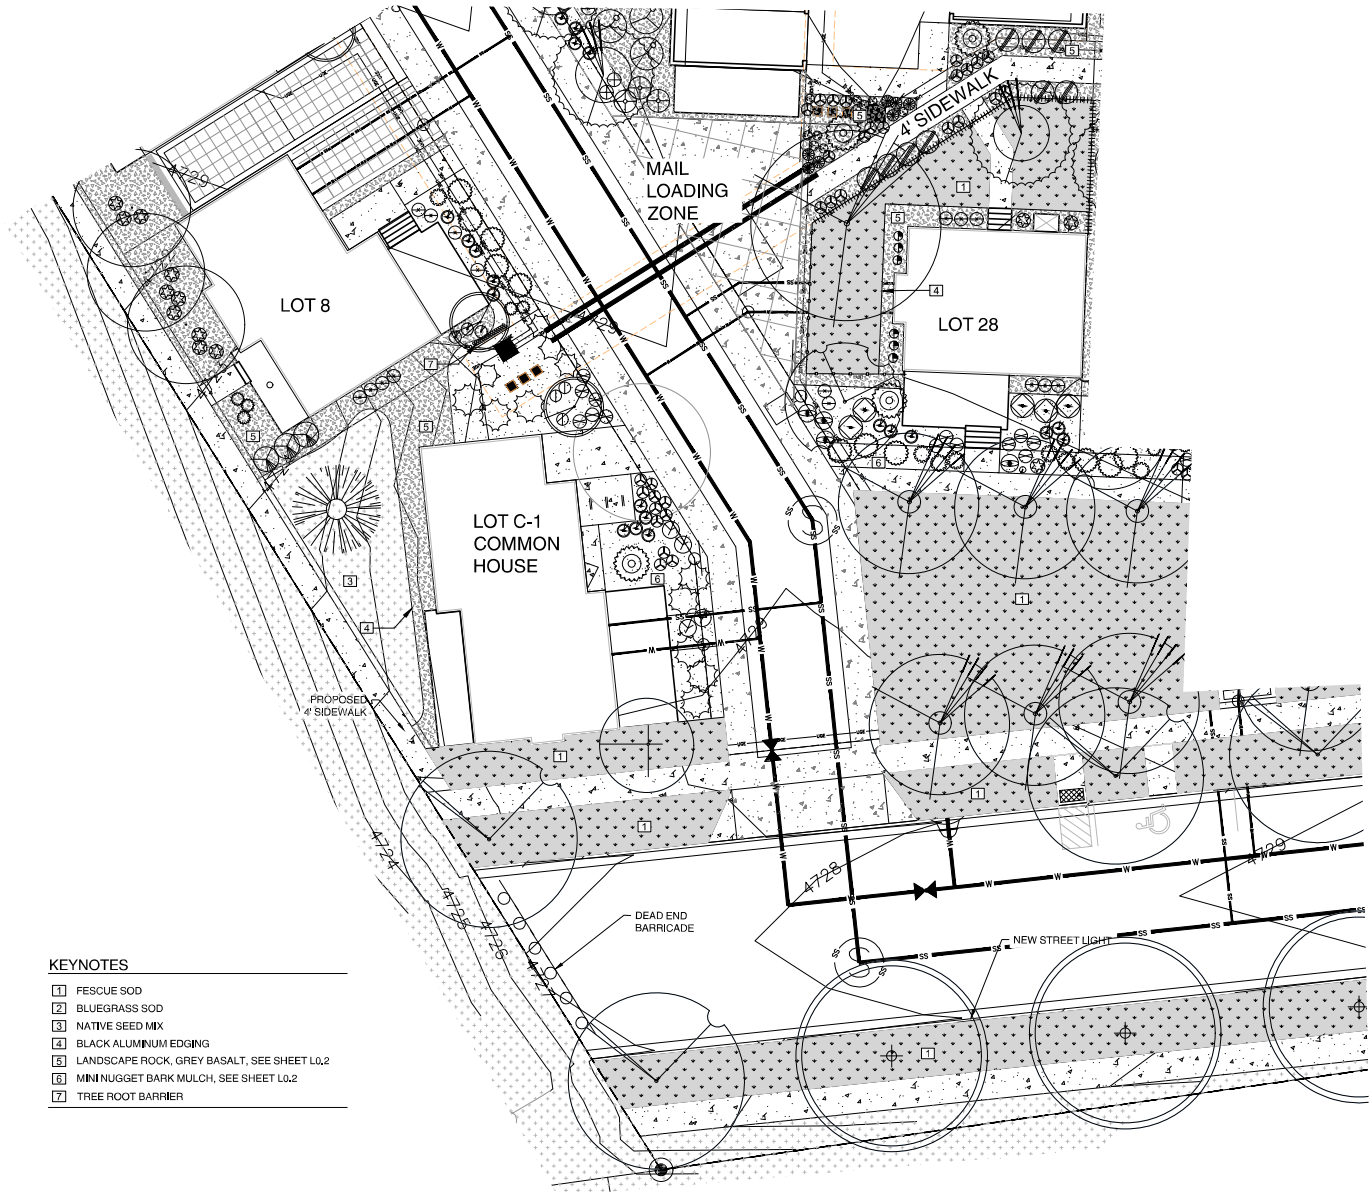 4' SIDEWALK
MAIL
LOADING
ZONE
4739
LOT 8
LOT 28
LOT C-1
COMMON
HOUSE
PROPOSED
4' SIDEWALK
4724
4725
4726
4727
4728
4729
DEAD END
BARRICADE
NEW STREET LIGHT
KEYNOTES
1 FESCUE SOD
2 BLUEGRASS SOD
3 NATIVE SEED MIX
4 BLACK ALUMINUM EDGING
5 LANDSCAPE ROCK, GREY BASALT, SEE SHEET L0.2
6 MINI NUGGET BARK MULCH, SEE SHEET L0.2
7 TREE ROOT BARRIER